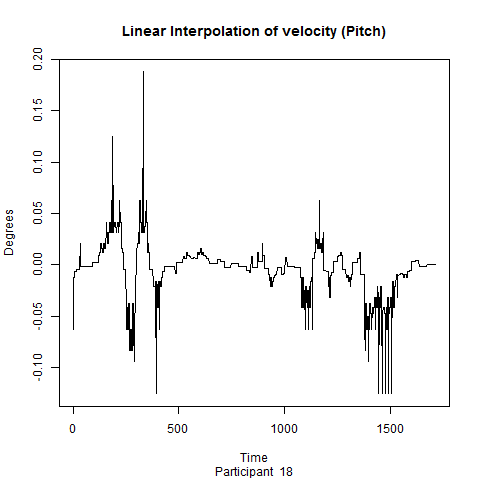 Linear Interpolation of velocity (Pitch)
Degrees
0.20
0.15
0.10
0.05
0.00
-0.05
-0.10
0 500 1000 1500
Time
Participant 18